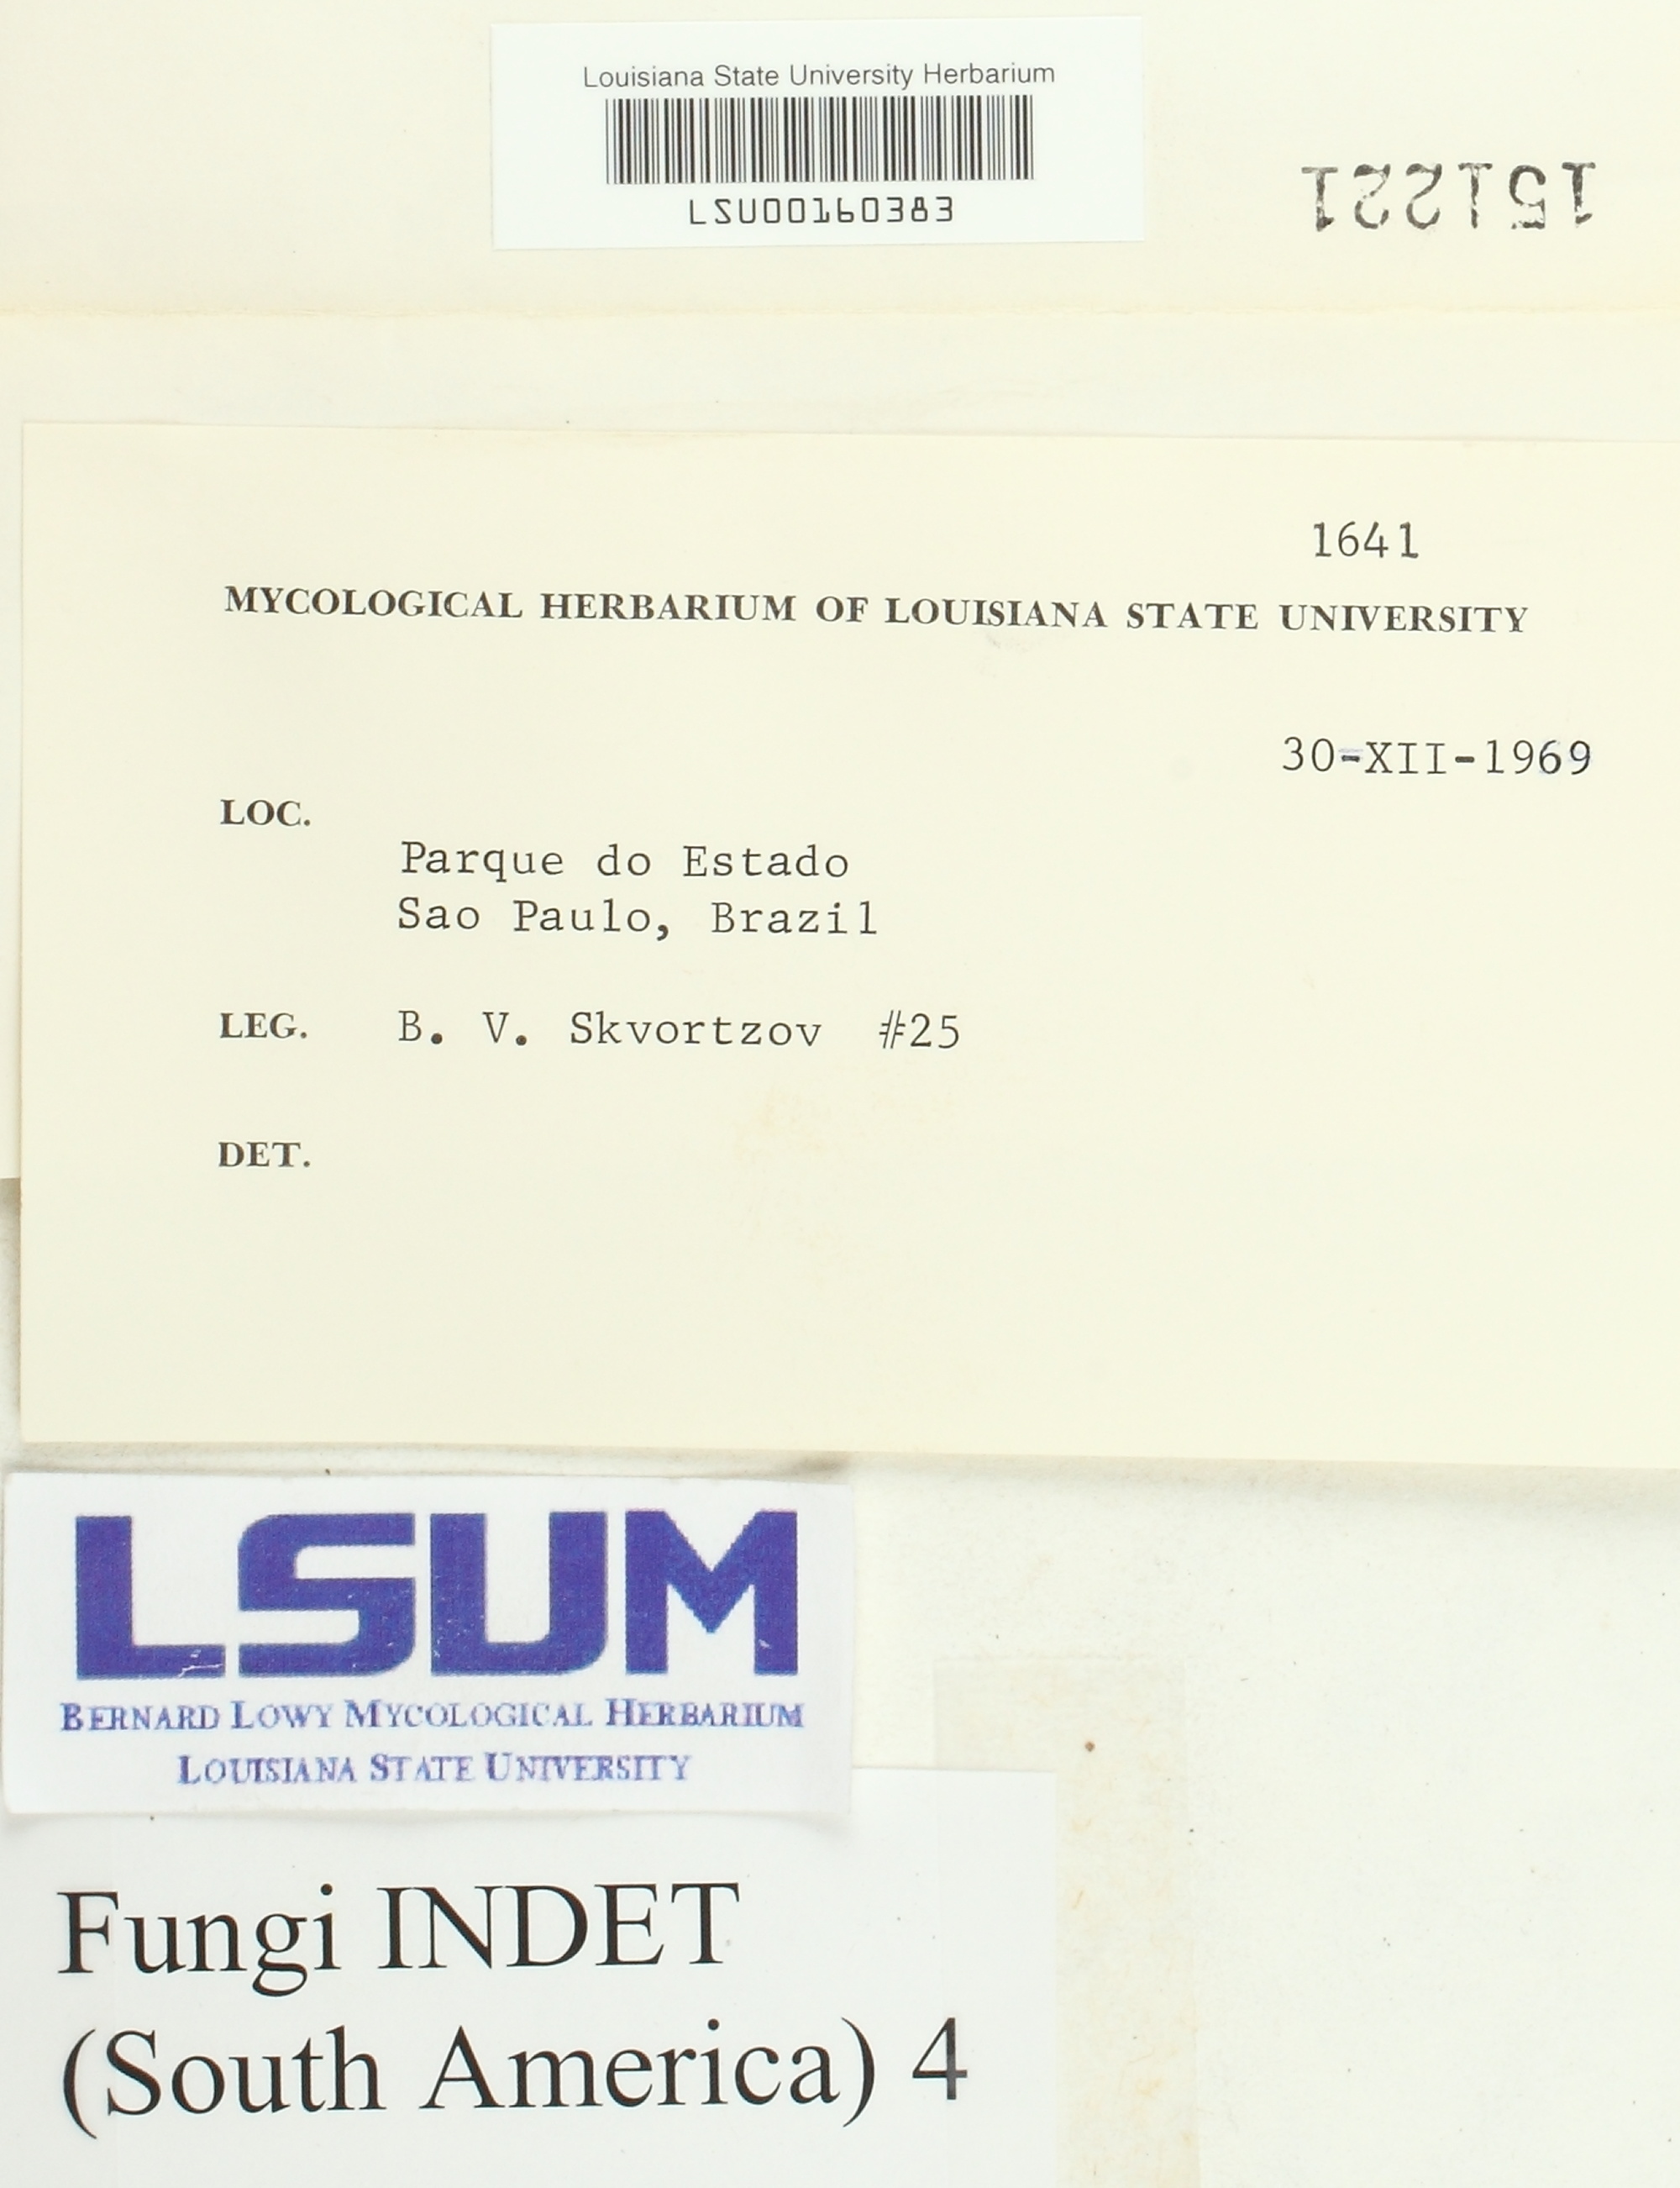 Louisiana State University Herbarium
LSU00160383
151221
1641
MYCOLOGICAL HERBARIUM OF LOUISIANA STATE UNIVERSITY
30-XII-1969
LOC.
Parque do Estado
Sao Paulo, Brazil
LEG. B. V. Skvortzov #25
DET.
LSUM
BERNARD LOWY MYCOLOGICAL HERBARIUM
LOUISIANA STATE UNIVERSITY
Fungi INDET
(South America) 4